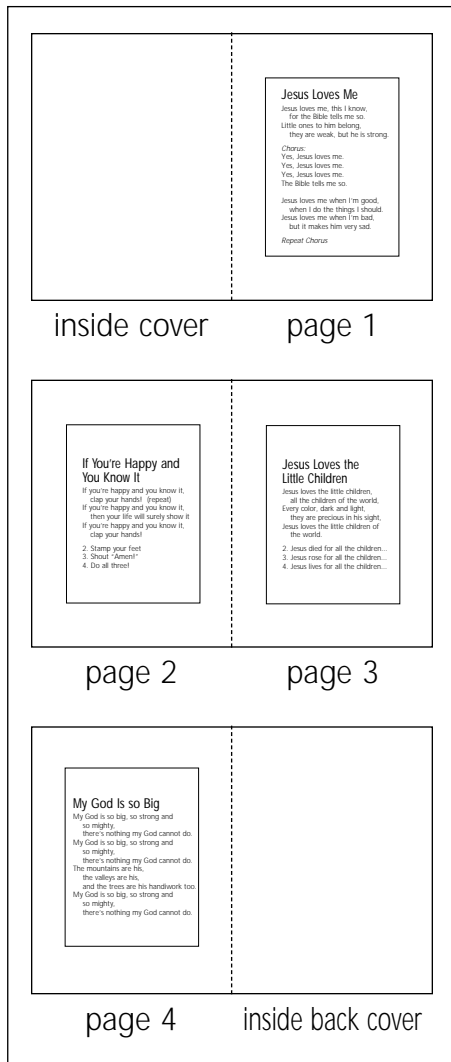 Jesus Loves Me
Jesus loves me, this I know,
for the Bible tells me so.
Little ones to him belong,
they are weak, but he is strong.
Chorus:
Yes, Jesus loves me.
Yes, Jesus loves me.
Yes, Jesus loves me.
The Bible tells me so.
Jesus loves me when I'm good,
when I do the things I should.
Jesus loves me when I'm bad,
but it makes him very sad.
Repeat Chorus
inside cover
page 1
If You're Happy and
You Know It
If you're happy and you know it,
clap your hands! (repeat)
If you're happy and you know it,
then your life will surely show it
If you're happy and you know it,
clap your hands!
2. Stamp your feet
3. Shout "Amen!"
4. Do all three!
Jesus Loves the
Little Children
Jesus loves the little children,
all the children of the world,
Every color, dark and light,
they are precious in his sight,
Jesus loves the little children of
the world.
2. Jesus died for all the children...
3. Jesus rose for all the children...
4. Jesus lives for all the children...
page 2
page 3
My God Is so Big
My God is so big, so strong and
so mighty,
there's nothing my God cannot do.
My God is so big, so strong and
so mighty,
there's nothing my God cannot do.
The mountains are his,
the valleys are his,
and the trees are his handiwork too.
My God is so big, so strong and
so mighty,
there's nothing my God cannot do.
page 4
inside back cover